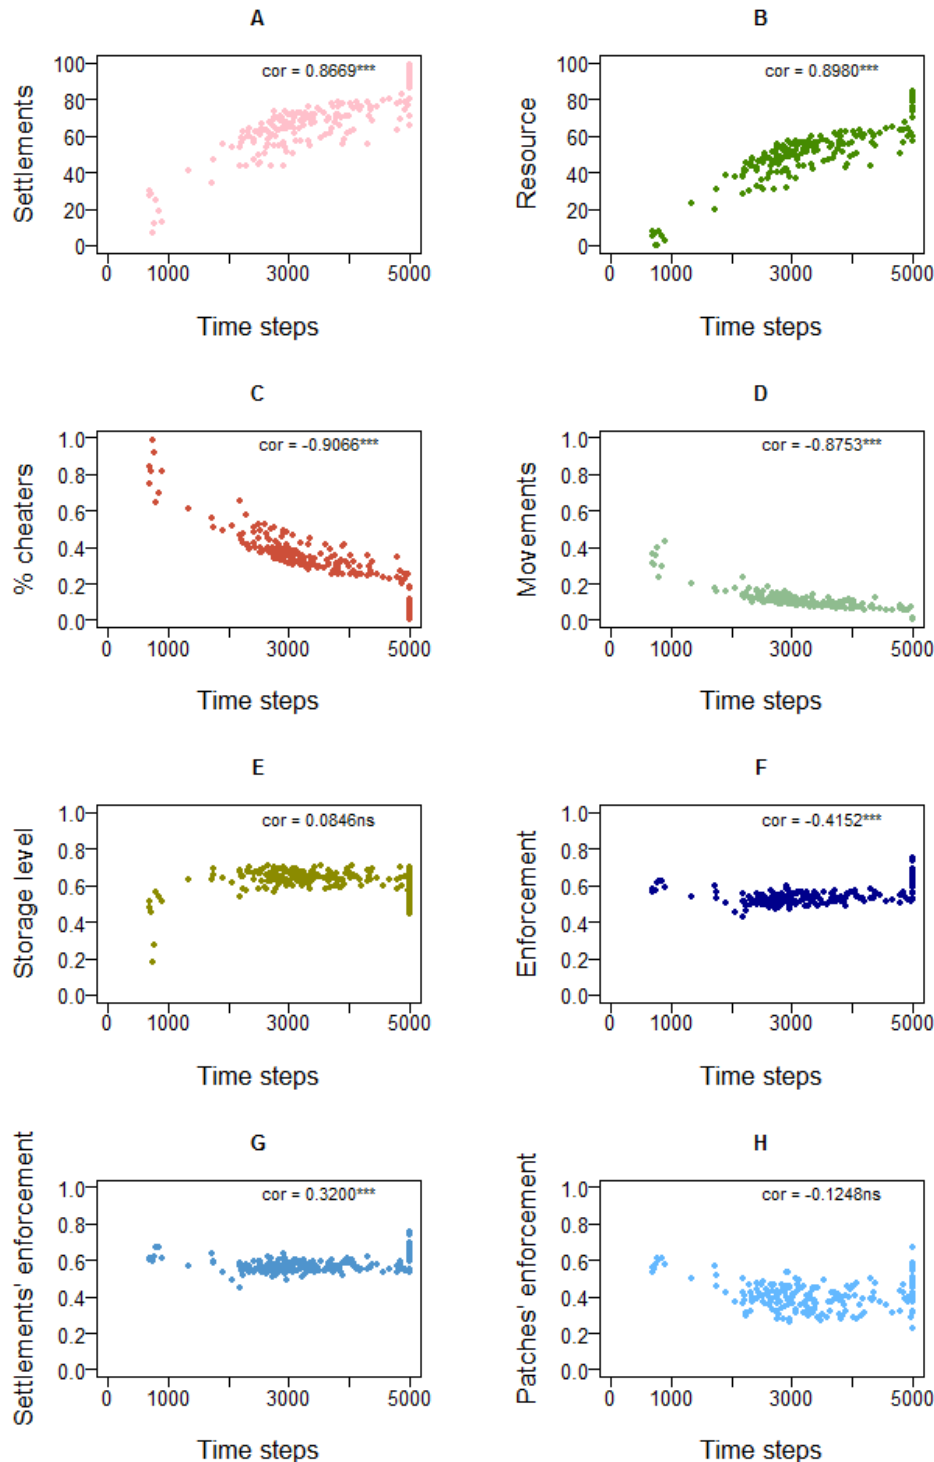 A
cor = 0.8669***
Settlements
100
80
60
40
20
0
0 1000 3000 5000
Time steps
B
cor = 0.8980***
Resource
100
80
60
40
20
0
0 1000 3000 5000
Time steps
C
cor = -0.9066***
% cheaters
1.0
0.8
0.6
0.4
0.2
0.0
0 1000 3000 5000
Time steps
D
cor = -0.8753***
Movements
1.0
0.8
0.6
0.4
0.2
0.0
0 1000 3000 5000
Time steps
E
cor = 0.0846ns
Storage level
1.0
0.8
0.6
0.4
0.2
0.0
0 1000 3000 5000
Time steps
F
cor = -0.4152***
Enforcement
1.0
0.8
0.6
0.4
0.2
0.0
0 1000 3000 5000
Time steps
G
cor = 0.3200***
Settlements' enforcement
1.0
0.8
0.6
0.4
0.2
0.0
0 1000 3000 5000
Time steps
H
cor = -0.1248ns
Patches' enforcement
1.0
0.8
0.6
0.4
0.2
0.0
0 1000 3000 5000
Time steps